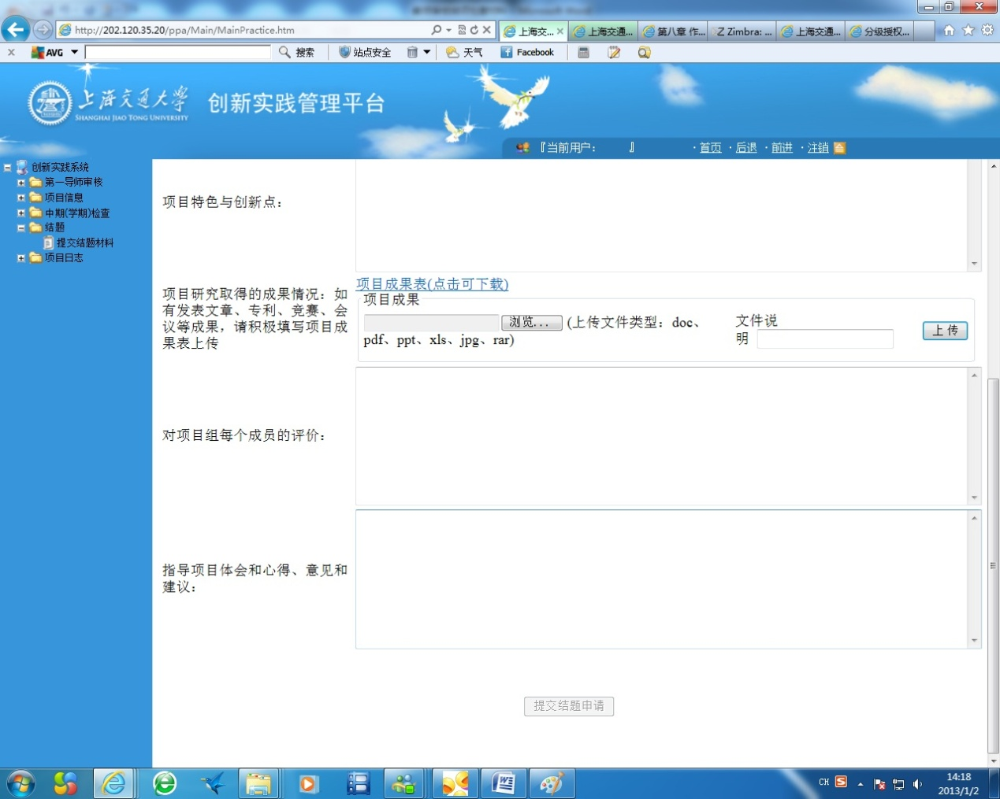 http://202.120.35.20/ppa/Main/MainPractice.htm
上海交...
上海交通...
第八章 作...
Zimbra: ...
上海交通...
分级授权...
AVG
搜索
站点安全
天气
Facebook
上海交通大学
SHANGHAI JIAO TONG UNIVERSITY
创新实践管理平台
『当前用户: 』
·首页 ·后退 ·前进 ·注销
创新实践系统
第一导师审核
项目信息
中期(学期)检查
结题
提交结题材料
项目日志
项目特色与创新点:
项目研究取得的成果情况:如
有发表文章、专利、竞赛、会
议等成果,请积极填写项目成
果表上传
项目成果表(点击可下载)
项目成果
浏览... (上传文件类型:doc、
pdf、ppt、xls、jpg、rar)
文件说
明
上 传
对项目组每个成员的评价:
指导项目体会和心得、意见和
建议:
提交结题申请
CH
14:18
2013/1/2